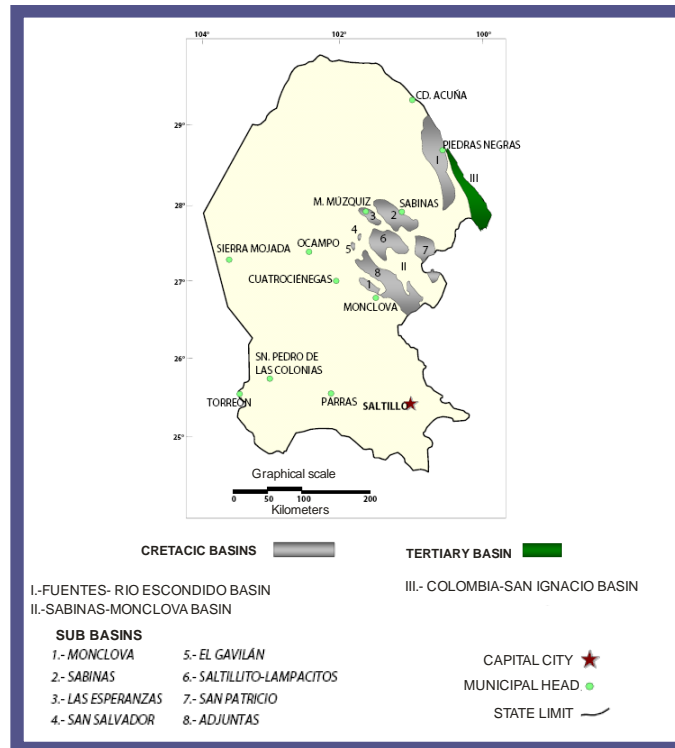 104°
102°
100°
CD. ACUÑA
29°
PIEDRAS NEGRAS
I
III
M. MÚZQUIZ
SABINAS
28°
3
2
4
OCAMPO
6
SIERRA MOJADA
5
7
II
27°
CUATROCIÉNEGAS
8
1
MONCLOVA
26°
SN. PEDRO DE
LAS COLONIAS
TORREÓN
PARRAS
SALTILLO
25°
Graphical scale
0 50 100 200
Kilometers
CRETACIC BASINS
TERTIARY BASIN
I.-FUENTES- RIO ESCONDIDO BASIN
III.- COLOMBIA-SAN IGNACIO BASIN
II.-SABINAS-MONCLOVA BASIN
SUB BASINS
1.- MONCLOVA
5.- EL GAVILÁN
2.- SABINAS
6.- SALTILLITO-LAMPACITOS
3.- LAS ESPERANZAS
7.- SAN PATRICIO
4.- SAN SALVADOR
8.- ADJUNTAS
CAPITAL CITY
MUNICIPAL HEAD.
STATE LIMIT